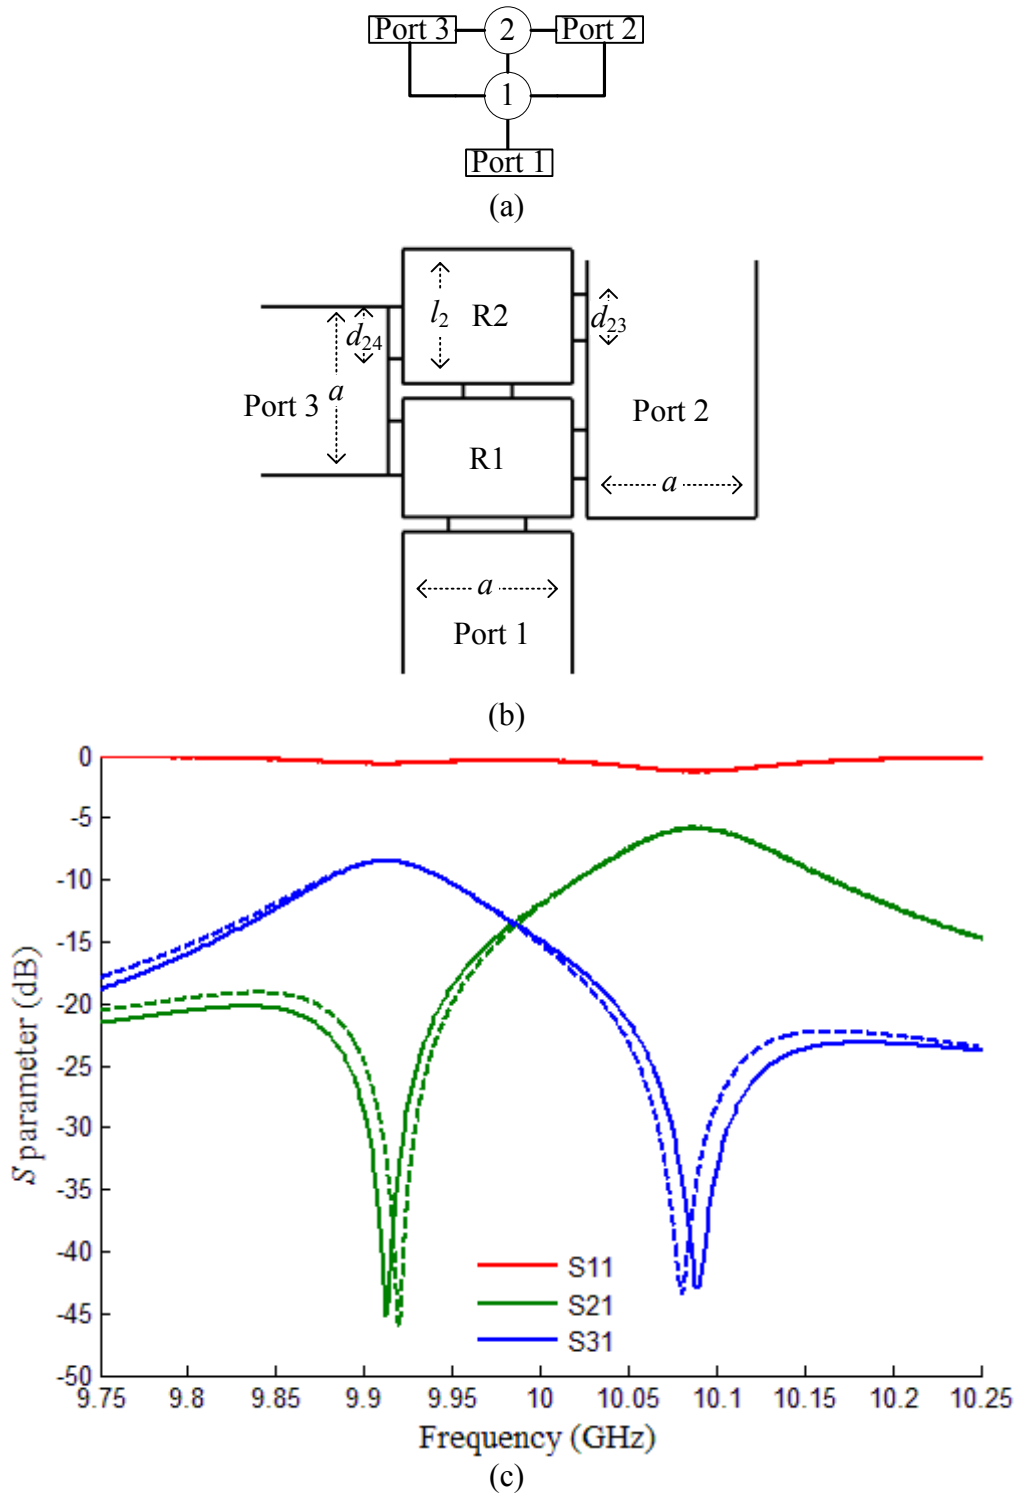 Port 3 2 Port 2
1
Port 1
(a)
R2
l2
d23
d24
Port 3 a
Port 2
R1
a
a
Port 1
(b)
0
-5
-10
-15
-20
-25
-30
-35
-40
-45
-50
S parameter (dB)
S11
S21
S31
9.75 9.8 9.85 9.9 9.95 10 10.05 10.1 10.15 10.2 10.25
Frequency (GHz)
(c)